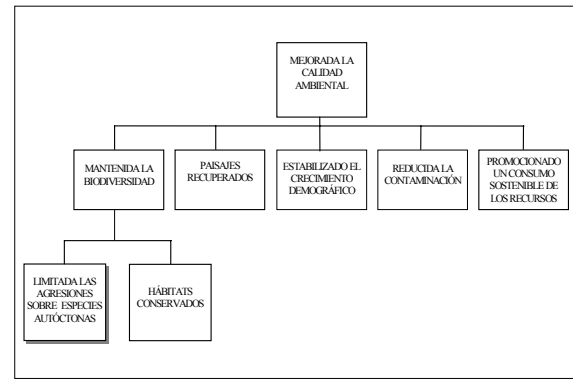 MEJORADA LA
CALIDAD
AMBIENTAL
MANTENIDA LA
BIODIVERSIDAD
PAISAJES
RECUPERADOS
ESTABILIZADO EL
CRECIMIENTO
DEMOGRÁFICO
REDUCIDA LA
CONTAMINACIÓN
PROMOCIONADO
UN CONSUMO
SOSTENIBLE DE
LOS RECURSOS
LIMITADA LAS
AGRESIONES
SOBRE ESPECIES
AUTÓCTONAS
HÁBITATS
CONSERVADOS